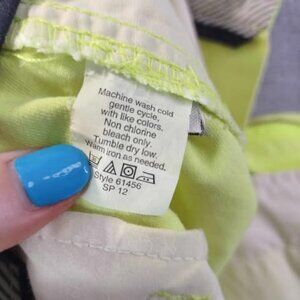 Machine wash cold
gentle cycle,
with like colors.
Non chlorine
bleach only.
Tumble dry low.
Warm iron as needed.
Style 61456
SP 12